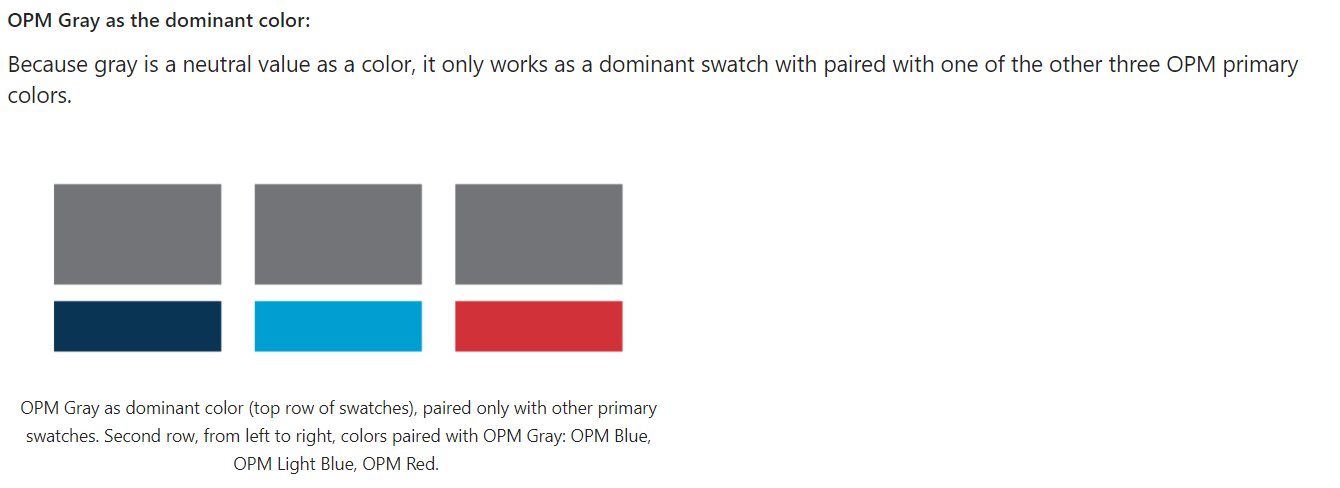 OPM Gray as the dominant color:
Because gray is a neutral value as a color, it only works as a dominant swatch with paired with one of the other three OPM primary
colors.
OPM Gray as dominant color (top row of swatches), paired only with other primary
swatches. Second row, from left to right, colors paired with OPM Gray: OPM Blue,
OPM Light Blue, OPM Red.